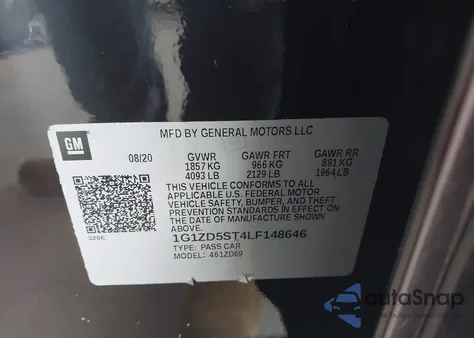 MFD BY GENERAL MOTORS LLC
GM
08/20 GVWR GAWR FRT GAWR RR
1857 KG 966 KG 891 KG
4093 LB 2129 LB 1964 LB
THIS VEHICLE CONFORMS TO ALL
APPLICABLE U.S. FEDERAL MOTOR
VEHICLE SAFETY, BUMPER, AND THEFT
PREVENTION STANDARDS IN EFFECT ON
THE DATE OF MANUFACTURE SHOWN
ABOVE.
326E
1G1ZD5ST4LF148646
TYPE: PASS CAR
MODEL: 461ZD69
autoSnap